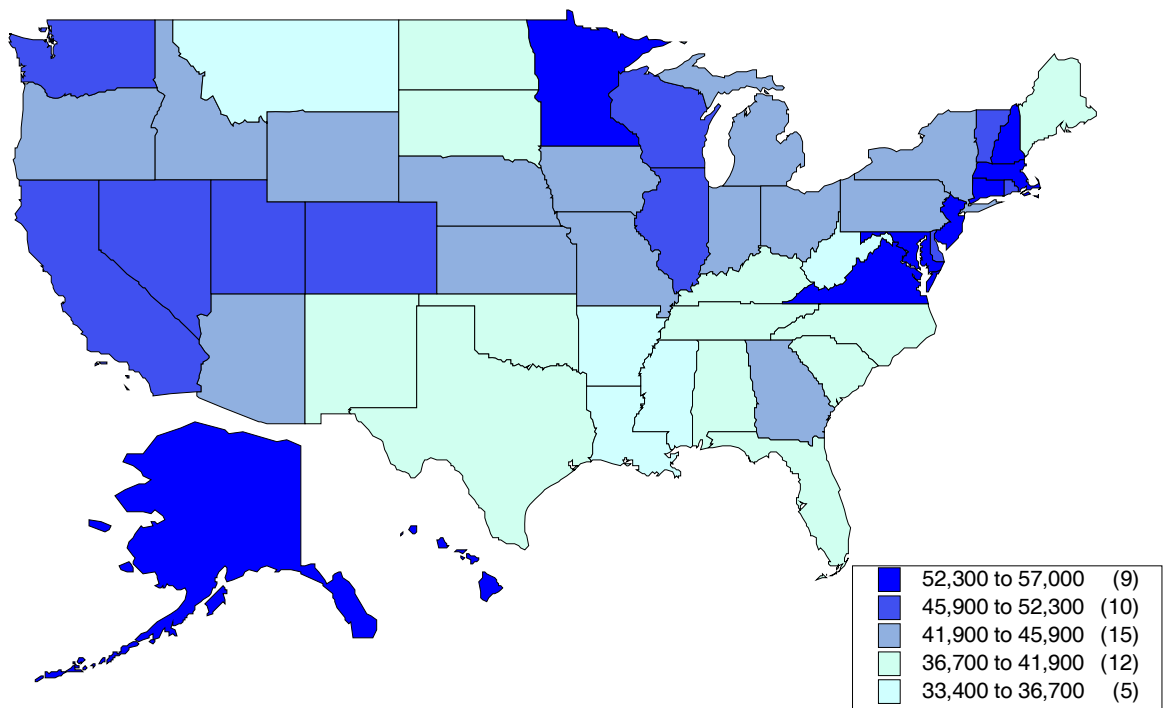 52,300 to 57,000 (9)
45,900 to 52,300 (10)
41,900 to 45,900 (15)
36,700 to 41,900 (12)
33,400 to 36,700 (5)